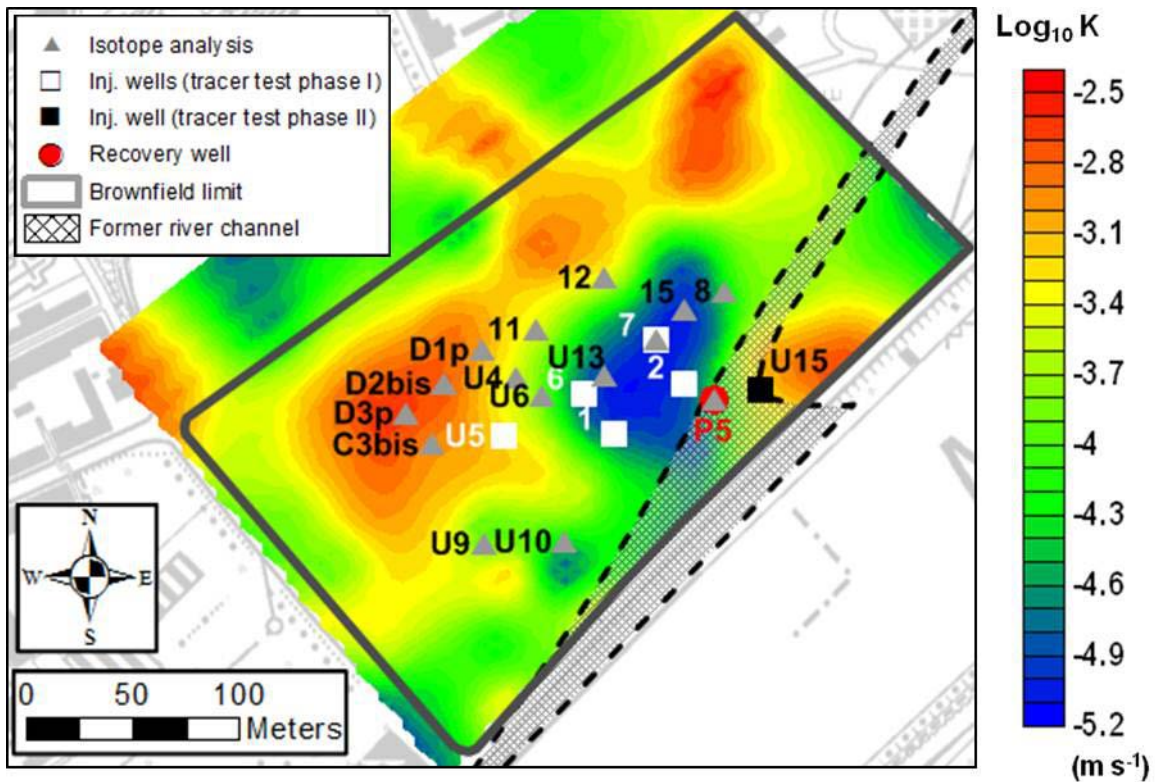 Isotope analysis
Inj. wells (tracer test phase I)
Inj. well (tracer test phase II)
Recovery well
Brownfield limit
Former river channel
Log10 K
-2.5
-2.8
-3.1
-3.4
-3.7
-4
-4.3
-4.6
-4.9
-5.2
(m s-1)
12
15
8
11
7
D1p
U13
2
U15
D2bis
U4
6
U6
D3p
P5
U5
1
C3bis
U9
U10
N
W
E
S
0
50
100
Meters